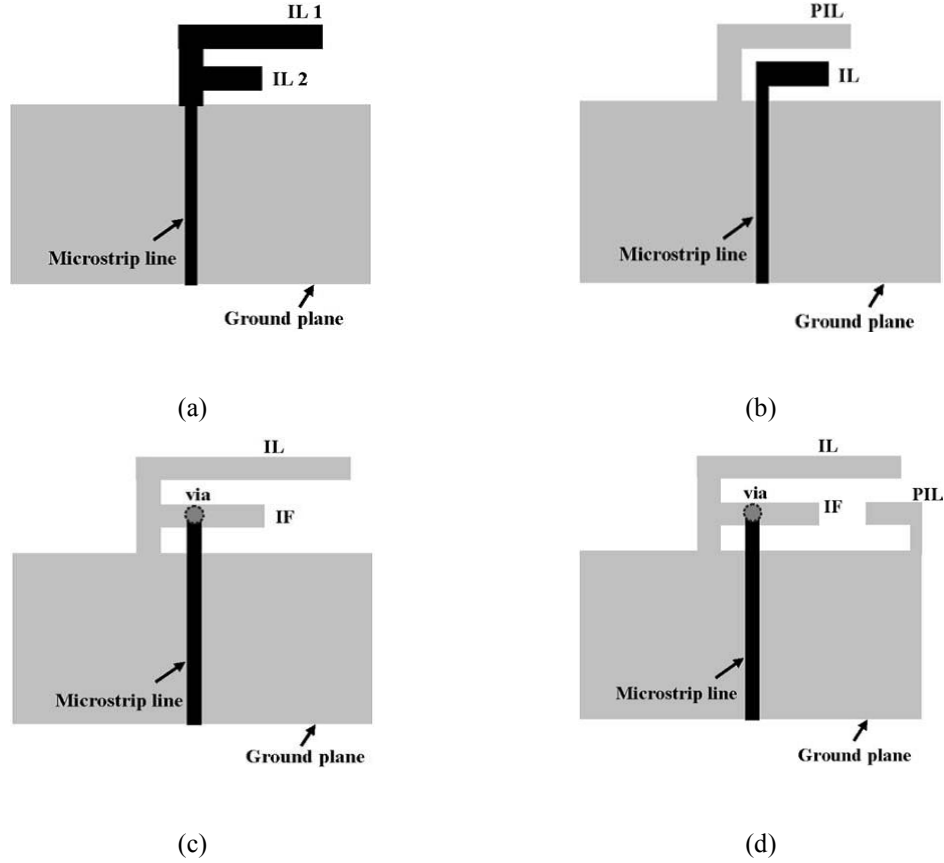 IL 1
IL 2
Microstrip line
Ground plane
(a)
PIL
IL
Microstrip line
Ground plane
(b)
IL
via
IF
Microstrip line
Ground plane
(c)
IL
via
PIL
IF
Microstrip line
Ground plane
(d)